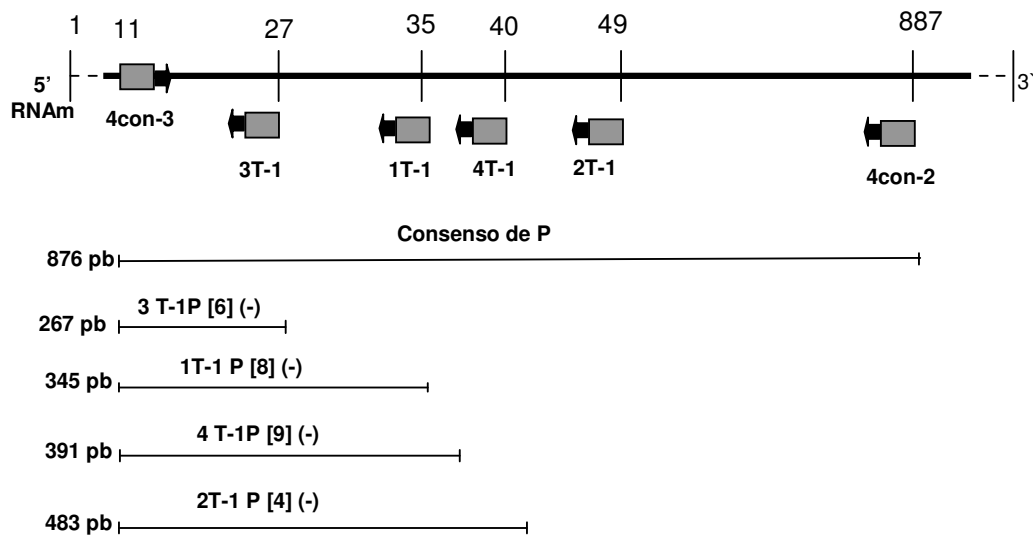 1 11 27 35 40 49 887
5' 3'
RNAm
4con-3
3T-1 1T-1 4T-1 2T-1 4con-2
Consenso de P
876 pb
3 T-1P [6] (-)
267 pb
1T-1 P [8] (-)
345 pb
4 T-1P [9] (-)
391 pb
2T-1 P [4] (-)
483 pb